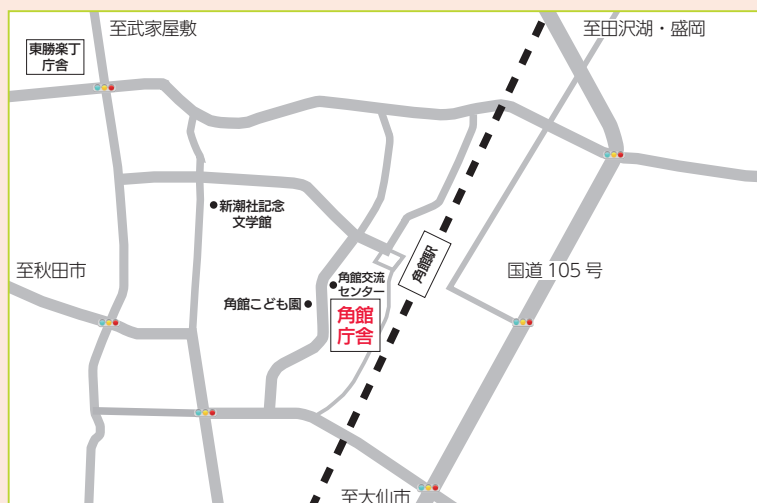 至武家屋敷
至田沢湖・盛岡
東勝楽丁
庁舎
新潮社記念
文学館
角館駅
至秋田市
国道 105 号
角館交流
センター
角館こども園
角館
庁舎
至大仙市